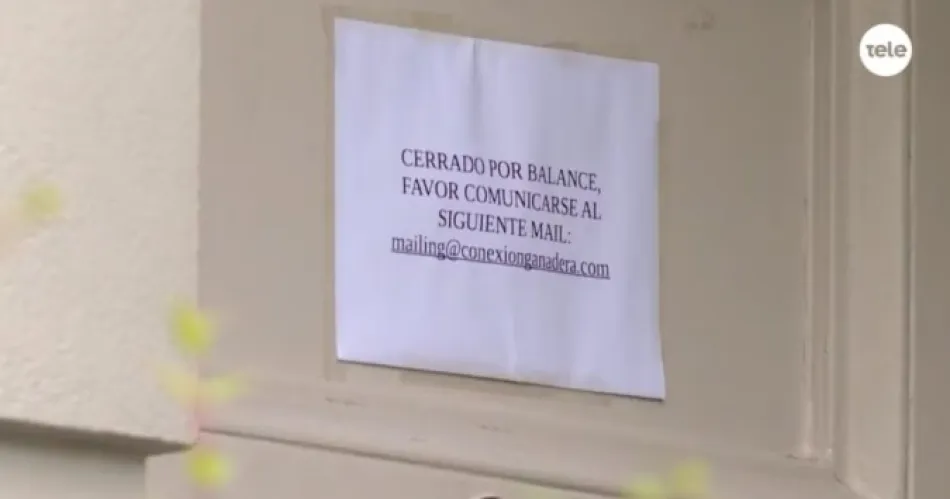 tele
CERRADO POR BALANCE,
FAVOR COMUNICARSE AL
SIGUIENTE MAIL:
mailing@conexionganadera.com